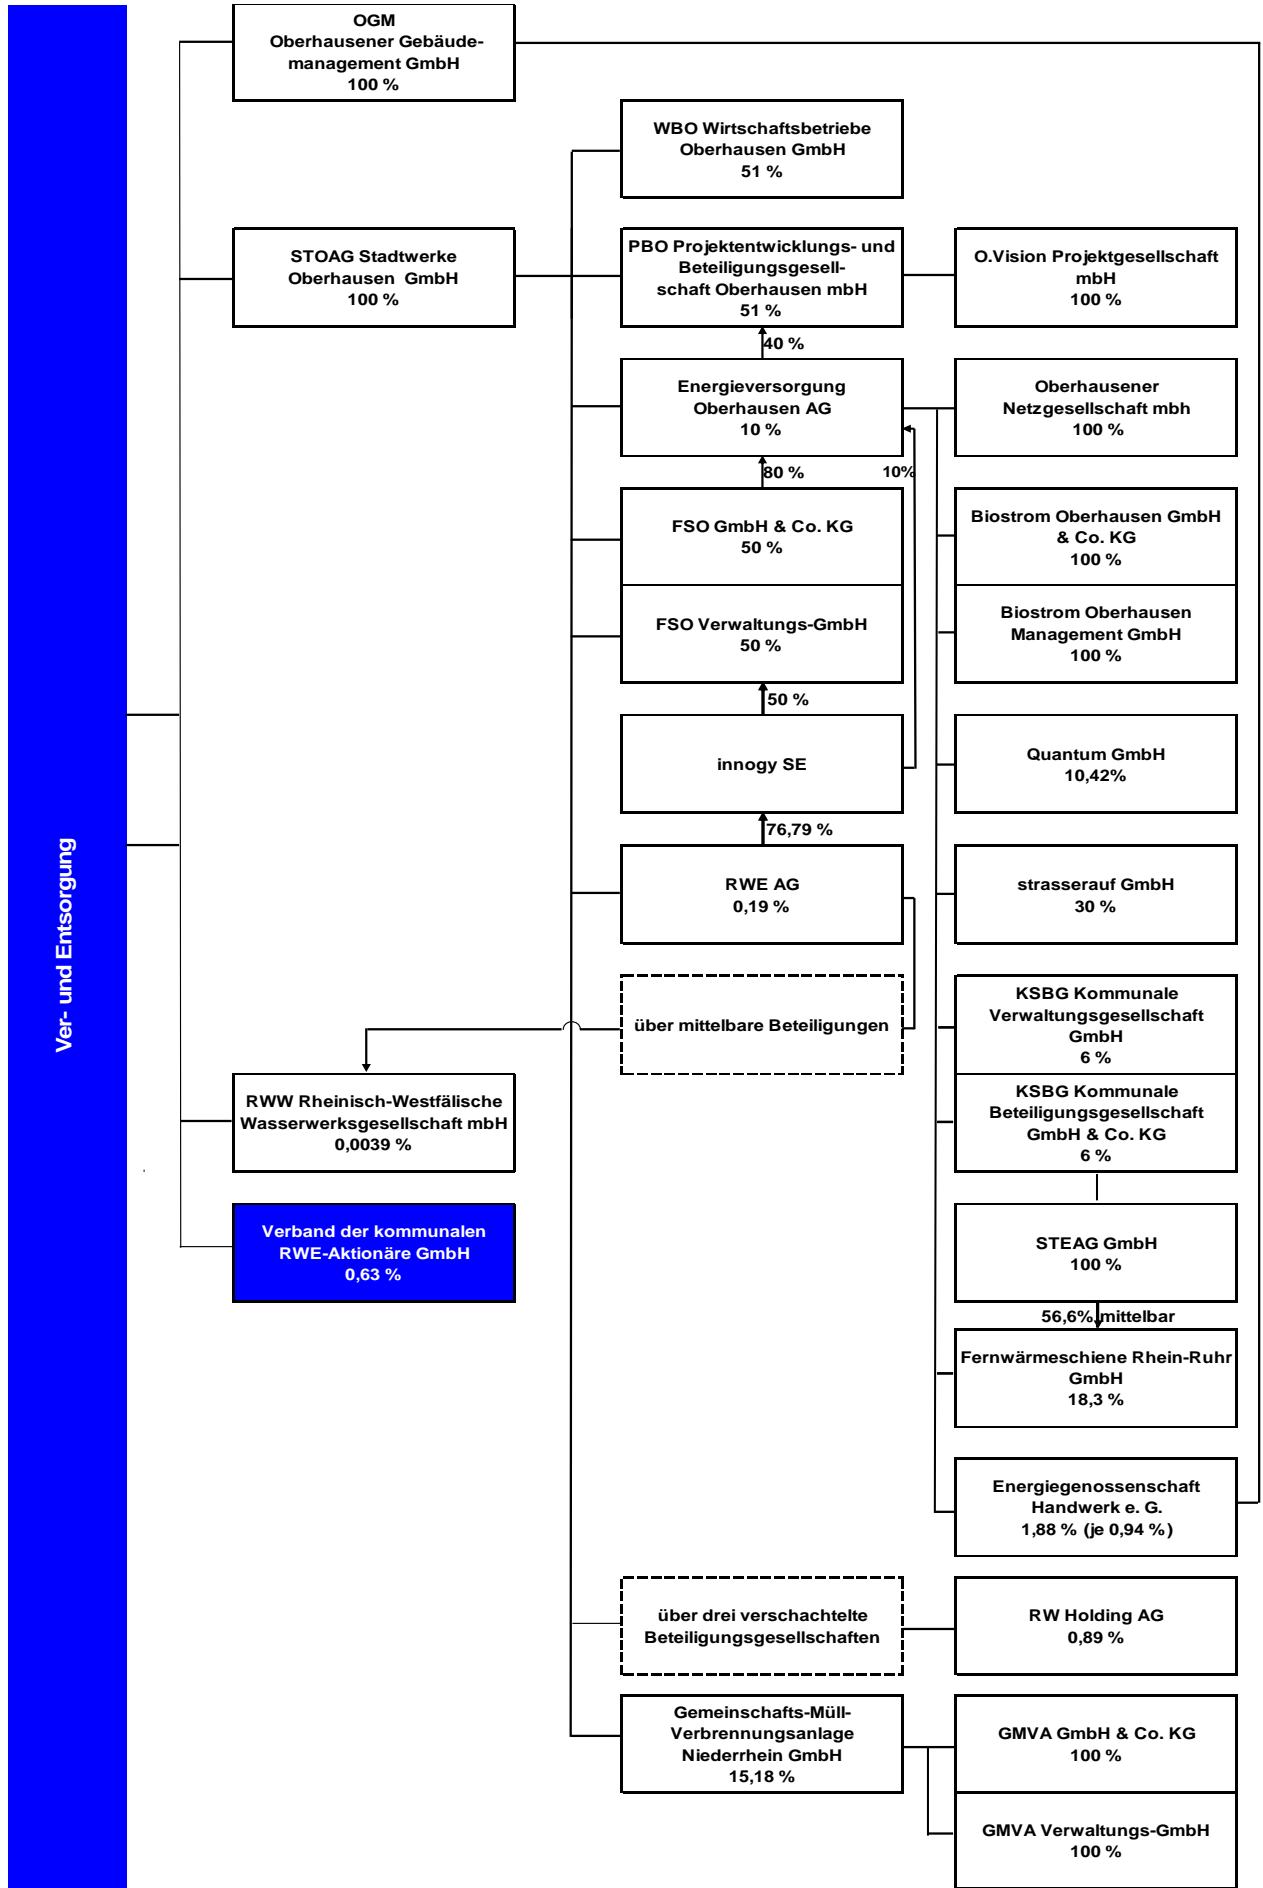 Ver- und Entsorgung
OGM
Oberhausener Gebäude-
management GmbH
100 %
WBO Wirtschaftsbetriebe
Oberhausen GmbH
51 %
STOAG Stadtwerke
Oberhausen GmbH
100 %
PBO Projektentwicklungs- und
Beteiligungsgesell-
schaft Oberhausen mbH
51 %
O.Vision Projektgesellschaft
mbH
100 %
40 %
Energieversorgung
Oberhausen AG
10 %
Oberhausener
Netzgesellschaft mbh
100 %
80 %
10%
FSO GmbH & Co. KG
50 %
Biostrom Oberhausen GmbH
& Co. KG
100 %
FSO Verwaltungs-GmbH
50 %
Biostrom Oberhausen
Management GmbH
100 %
50 %
innogy SE
Quantum GmbH
10,42%
76,79 %
RWE AG
0,19 %
strasserauf GmbH
30 %
über mittelbare Beteiligungen
KSBG Kommunale
Verwaltungsgesellschaft
GmbH
6 %
RWW Rheinisch-Westfälische
Wasserwerksgesellschaft mbH
0,0039 %
KSBG Kommunale
Beteiligungsgesellschaft
GmbH & Co. KG
6 %
Verband der kommunalen
RWE-Aktionäre GmbH
0,63 %
STEAG GmbH
100 %
56,6% mittelbar
Fernwärmeschiene Rhein-Ruhr
GmbH
18,3 %
Energiegenossenschaft
Handwerk e. G.
1,88 % (je 0,94 %)
über drei verschachtelte
Beteiligungsgesellschaften
RW Holding AG
0,89 %
Gemeinschafts-Müll-
Verbrennungsanlage
Niederrhein GmbH
15,18 %
GMVA GmbH & Co. KG
100 %
GMVA Verwaltungs-GmbH
100 %